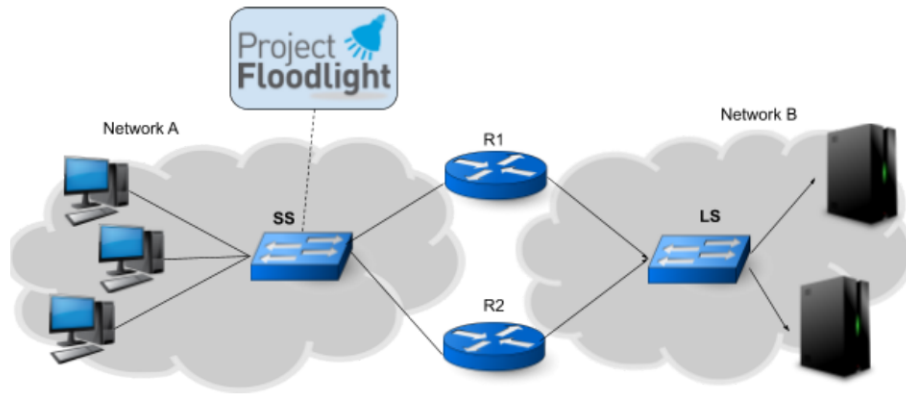 Project
Floodlight
Network A
R1
Network B
SS
LS
R2